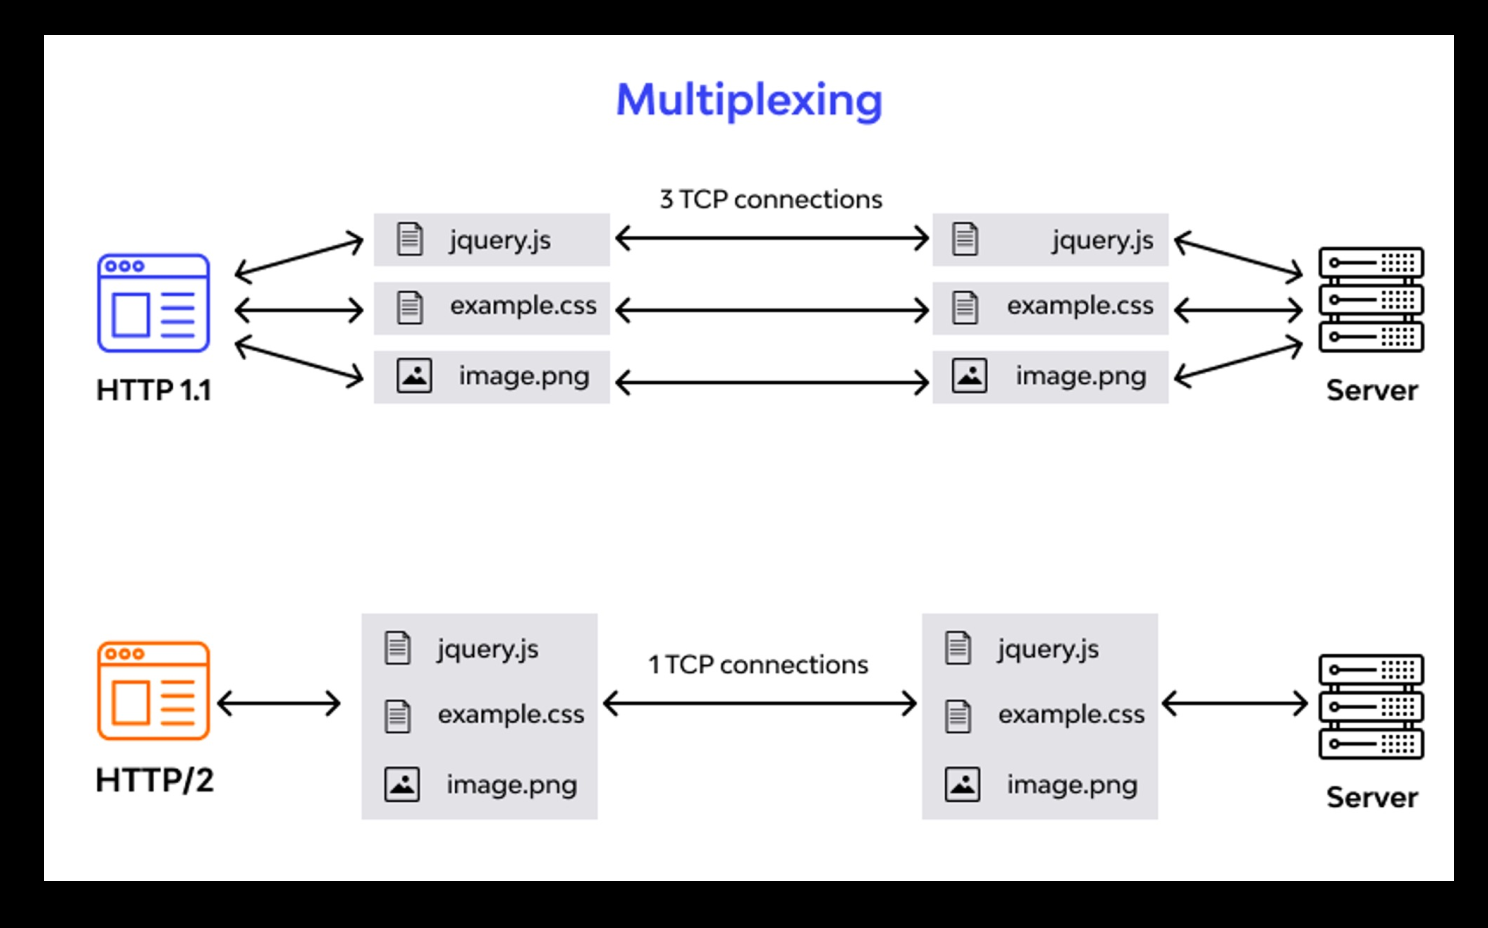 Multiplexing
3 TCP connections
jquery.js
jquery.js
example.css
example.css
image.png
image.png
HTTP 1.1
Server
jquery.js
jquery.js
1 TCP connections
example.css
example.css
image.png
image.png
HTTP/2
Server